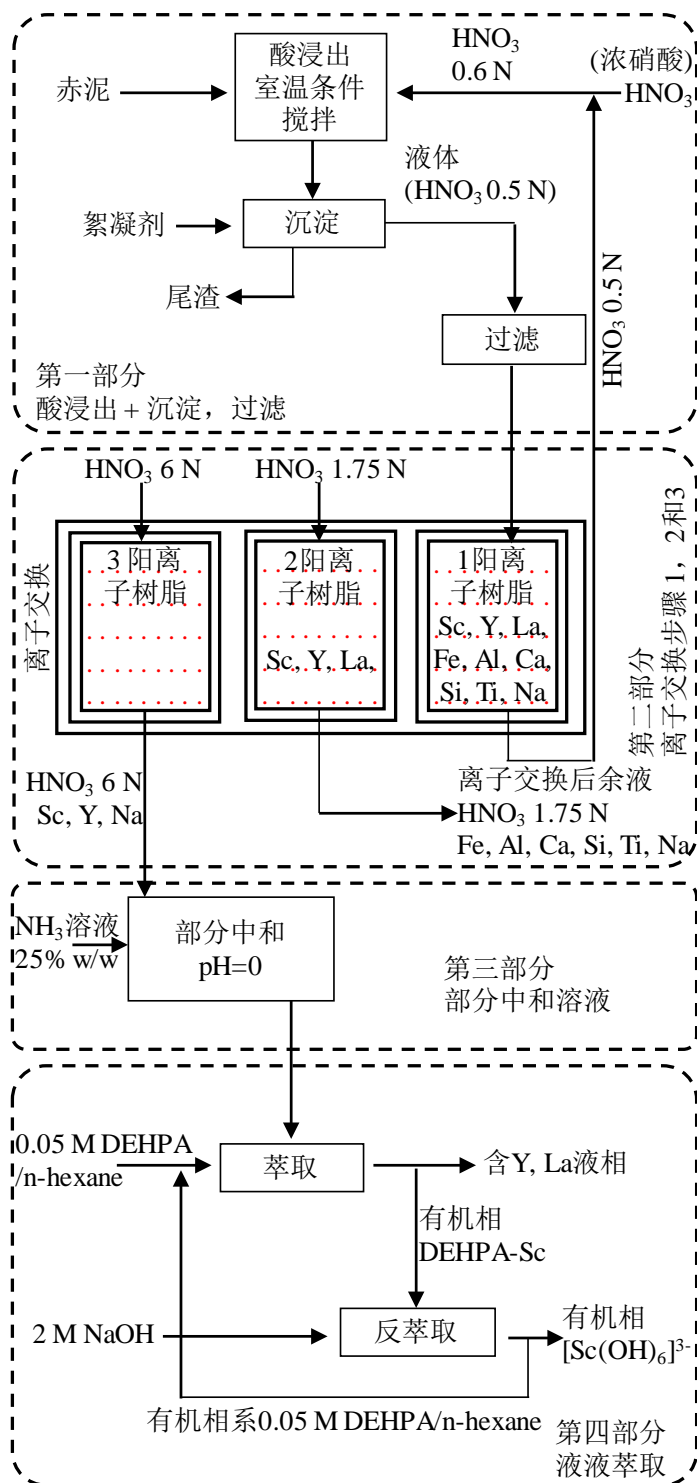 赤泥
酸浸出
室温条件
搅拌
HNO₃
0.6 N
(浓硝酸)
HNO₃
液体
(HNO₃ 0.5 N)
絮凝剂
沉淀
尾渣
过滤
HNO₃ 0.5 N
第一部分
酸浸出 + 沉淀，过滤
HNO₃ 6 N
HNO₃ 1.75 N
离子交换
3 阳离
子树脂
2阳离
子树脂
Sc, Y, La,
1阳离
子树脂
Sc, Y, La,
Fe, Al, Ca,
Si, Ti, Na
第二部分
离子交换步骤1，2和3
HNO₃ 6 N
Sc, Y, Na
离子交换后余液
HNO₃ 1.75 N
Fe, Al, Ca, Si, Ti, Na
NH₃溶液
25% w/w
部分中和
pH=0
第三部分
部分中和溶液
0.05 M DEHPA
/n-hexane
萃取
含Y, La液相
有机相
DEHPA-Sc
2 M NaOH
反萃取
有机相
[Sc(OH)₆]³⁻
有机相系0.05 M DEHPA/n-hexane
第四部分
液液萃取